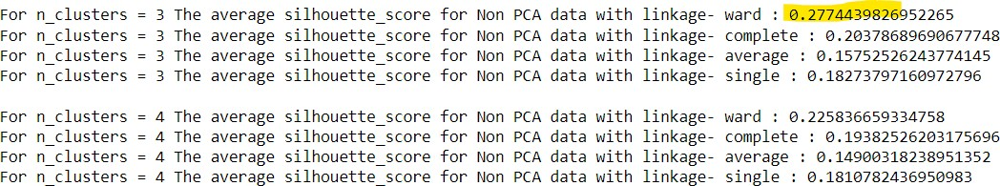 For n_clusters = 3 The average silhouette_score for Non PCA data with linkage- ward : 0.2774439826952265
For n_clusters = 3 The average silhouette_score for Non PCA data with linkage- complete : 0.20378689690677748
For n_clusters = 3 The average silhouette_score for Non PCA data with linkage- average : 0.15752526243774145
For n_clusters = 3 The average silhouette_score for Non PCA data with linkage- single : 0.18273797160972796
For n_clusters = 4 The average silhouette_score for Non PCA data with linkage- ward : 0.225836659334758
For n_clusters = 4 The average silhouette_score for Non PCA data with linkage- complete : 0.19382526203175696
For n_clusters = 4 The average silhouette_score for Non PCA data with linkage- average : 0.14900318238951352
For n_clusters = 4 The average silhouette_score for Non PCA data with linkage- single : 0.1810782436950983